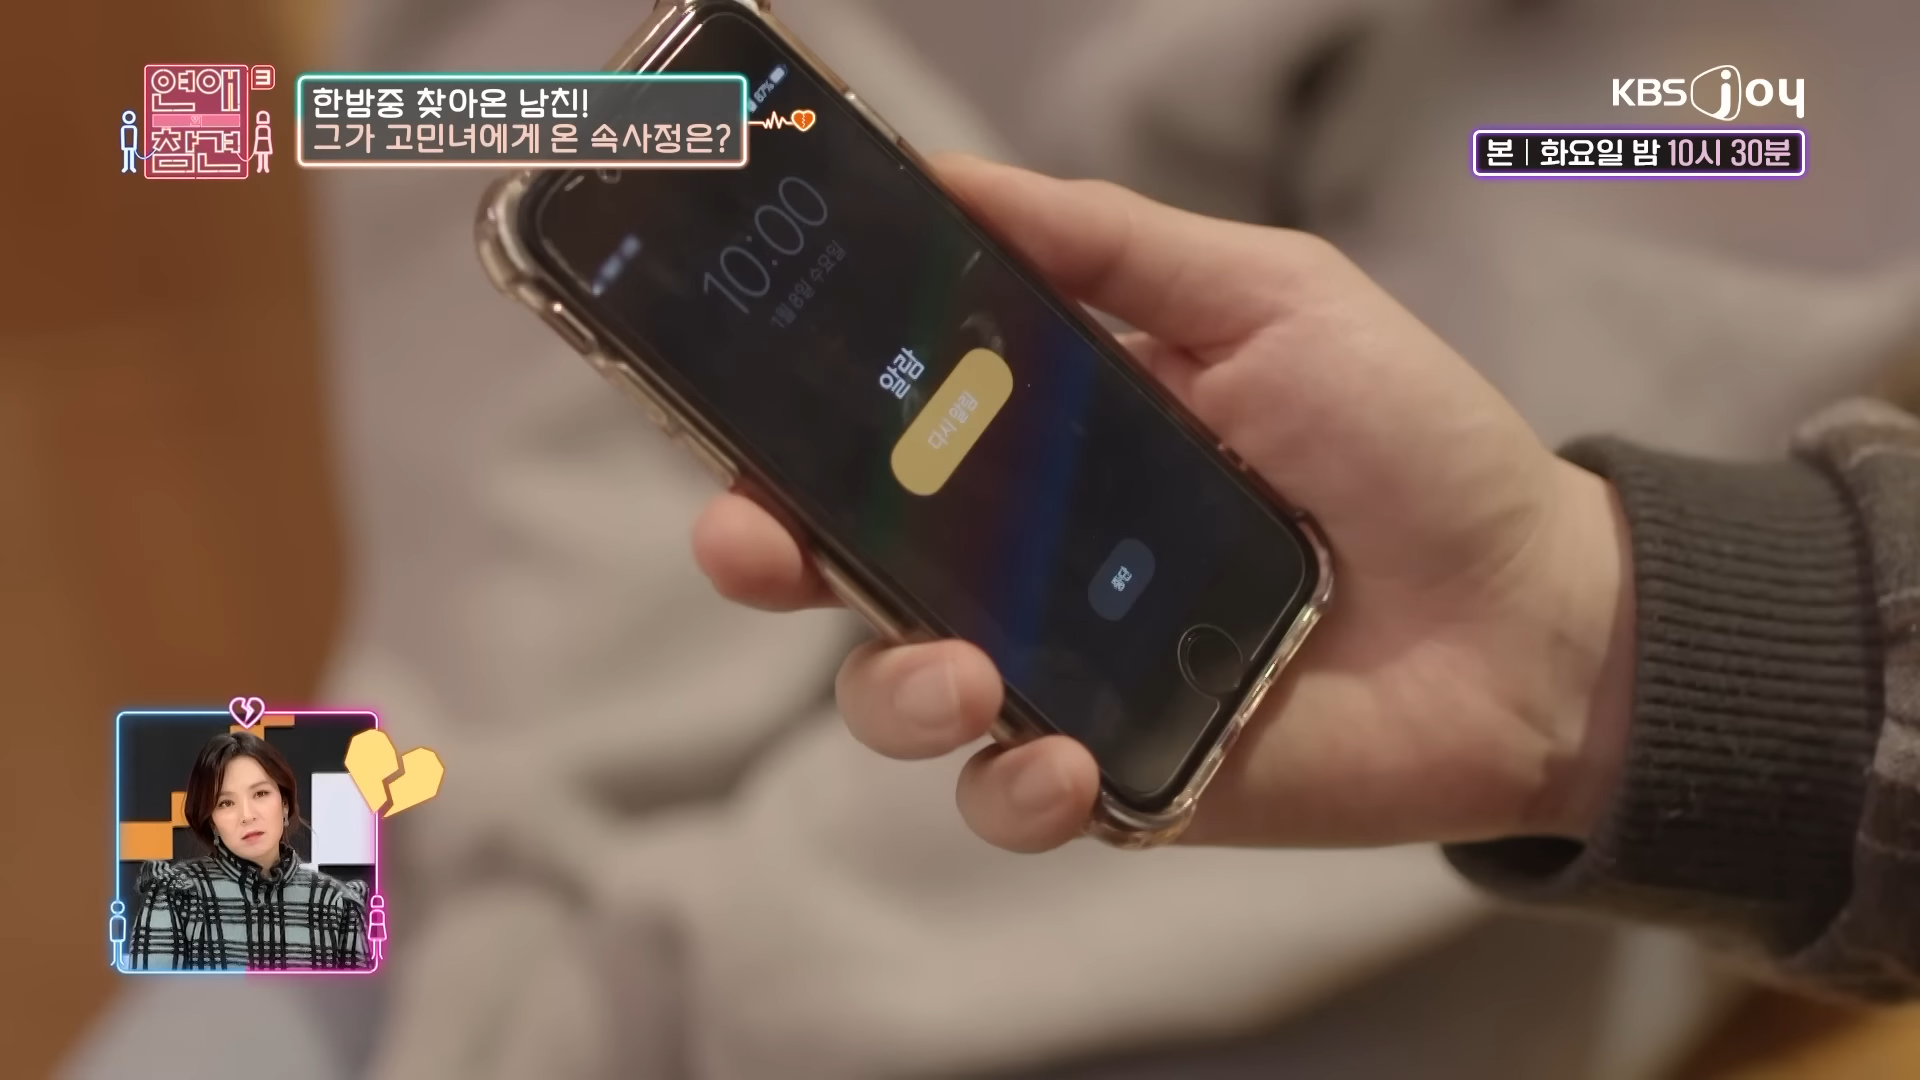 연애의
참견 3
한밤중 찾아온 남친!
그가 고민녀에게 온 속사정은?
KBS joy
본 | 화요일 밤 10시 30분
87%
10:00
1월 8일 수요일
알람
다시 알림
중단